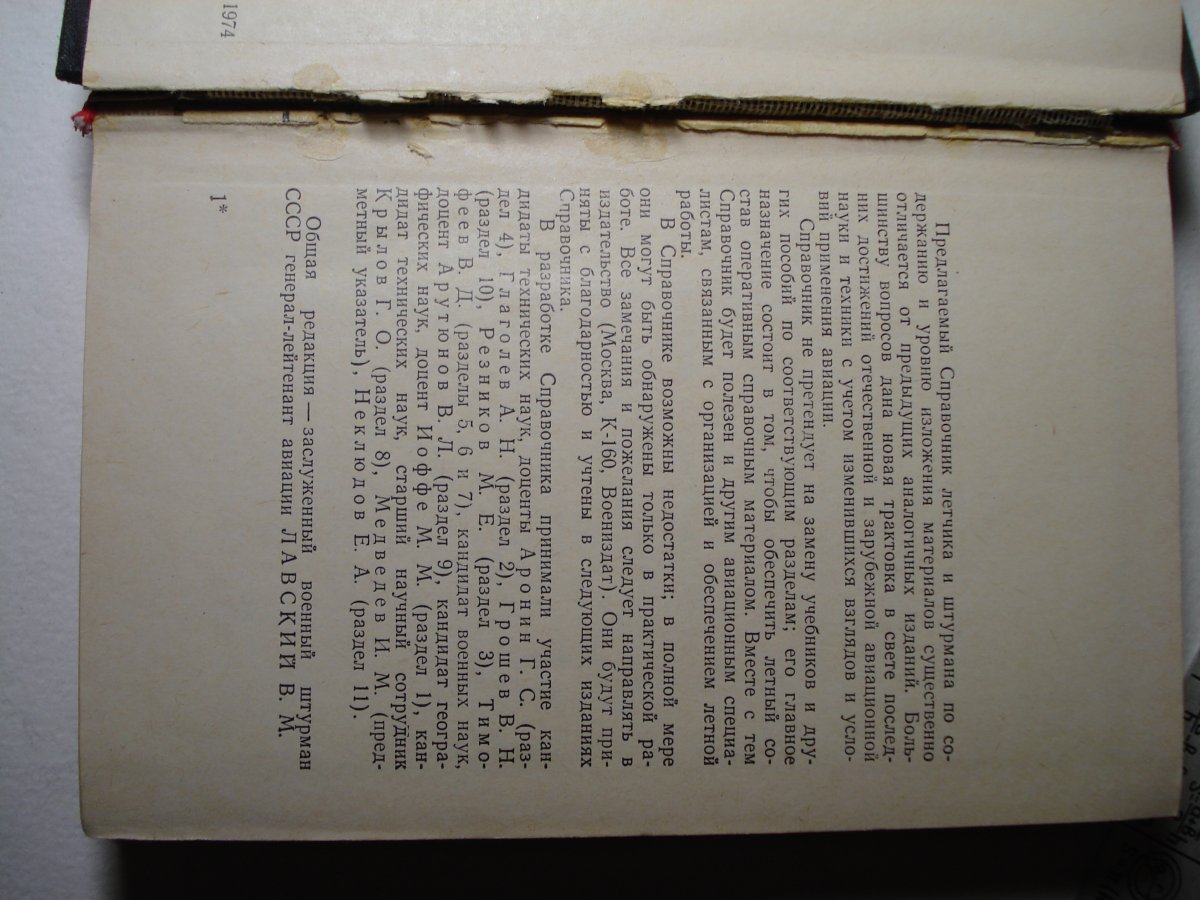 1974
Предлагаемый Справочник летчика и штурмана по со-
держанию и уровню изложения материалов существенно
отличается от предыдущих аналогичных изданий. Боль-
шинству вопросов дана новая трактовка в свете послед-
них достижений отечественной и зарубежной авиационной
науки и техники с учетом изменившихся взглядов и усло-
вий применения авиации.
Справочник не претендует на замену учебников и дру-
гих пособий по соответствующим разделам; его главное
назначение состоит в том, чтобы обеспечить летный со-
став оперативным справочным материалом. Вместе с тем
Справочник будет полезен и другим авиационным специа-
листам, связанным с организацией и обеспечением летной
работы.
В Справочнике возможны недостатки; в полной мере
они могут быть обнаружены только в практической ра-
боте. Все замечания и пожелания следует направлять в
издательство (Москва, К-160, Воениздат). Они будут при-
няты с благодарностью и учтены в следующих изданиях
Справочника.
В разработке Справочника принимали участие кан-
дидаты технических наук, доценты Аронин Г. С. (раз-
дел 4), Глаголев А. Н. (раздел 2), Грошев В. Н.
(раздел 10), Резников М. Е. (раздел 3), Тимо-
феев В. Д. (разделы 5, 6 и 7), кандидат военных наук,
доцент Арутюнов В. Л. (раздел 9), кандидат геогра-
фических наук, доцент Иоффе М. М. (раздел 1), кан-
дидат технических наук, старший научный сотрудник
Крылов Г. О. (раздел 8), Медведев И. М. (пред-
метный указатель), Неклюдов Е. А. (раздел 11).
Общая редакция — заслуженный военный штурман
СССР генерал-лейтенант авиации ЛАВСКИЙ В. М.
1*